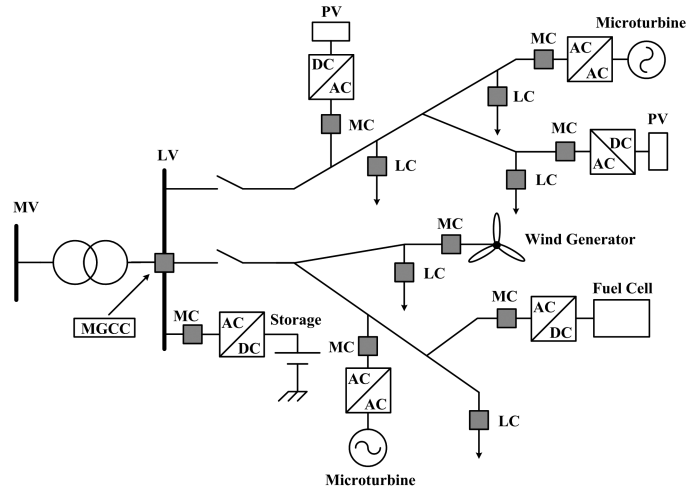 PV
Microturbine
MC
AC
AC
DC
AC
LC
PV
MC
MC
DC
AC
LV
LC
LC
MV
MC
Wind Generator
LC
MGCC
MC
AC
DC
Storage
Fuel Cell
MC
AC
DC
MC
AC
AC
LC
Microturbine